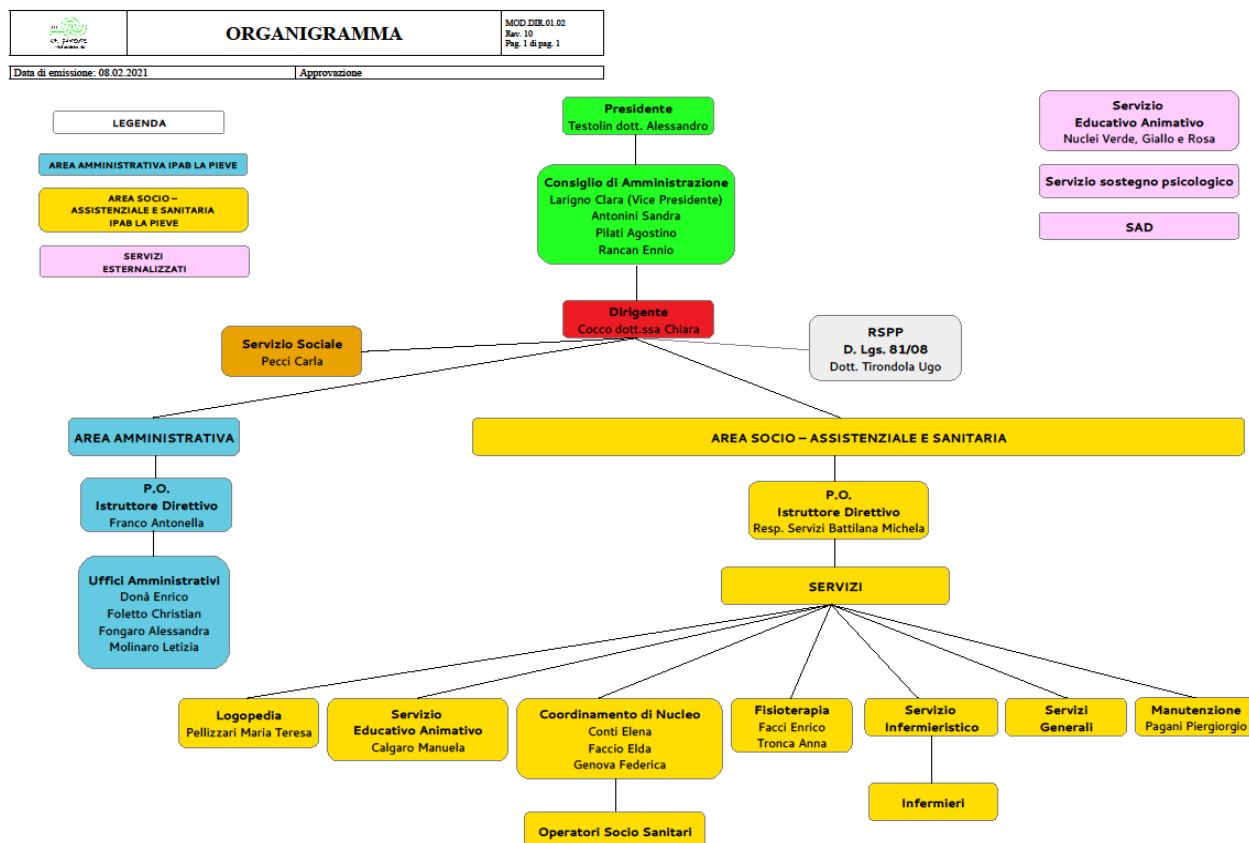 ORGANIGRAMMA
MOD.DIR.01.02
Rev. 10
Pag. 1 di pag. 1
Data di emissione: 08.02.2021
Approvazione
LEGENDA
AREA AMMINISTRATIVA IPAB LA PIEVE
AREA SOCIO –
ASSISTENZIALE E SANITARIA
IPAB LA PIEVE
SERVIZI
ESTERNALIZZATI
Presidente
Testolin dott. Alessandro
Consiglio di Amministrazione
Larigno Clara (Vice Presidente)
Antonini Sandra
Pilati Agostino
Rancan Ennio
Servizio
Educativo Animativo
Nuclei Verde, Giallo e Rosa
Servizio sostegno psicologico
SAD
Dirigente
Cocco dott.ssa Chiara
Servizio Sociale
Pecci Carla
RSPP
D. Lgs. 81/08
Dott. Tirondola Ugo
AREA AMMINISTRATIVA
P.O.
Istruttore Direttivo
Franco Antonella
Uffici Amministrativi
Donà Enrico
Foletto Christian
Fongaro Alessandra
Molinaro Letizia
AREA SOCIO – ASSISTENZIALE E SANITARIA
P.O.
Istruttore Direttivo
Resp. Servizi Battilana Michela
SERVIZI
Logopedia
Pellizzari Maria Teresa
Servizio
Educativo Animativo
Calgaro Manuela
Coordinamento di Nucleo
Conti Elena
Faccio Elda
Genova Federica
Operatori Socio Sanitari
Fisioterapia
Facci Enrico
Tronca Anna
Servizio
Infermieristico
Infermieri
Servizi
Generali
Manutenzione
Pagani Piergiorgio